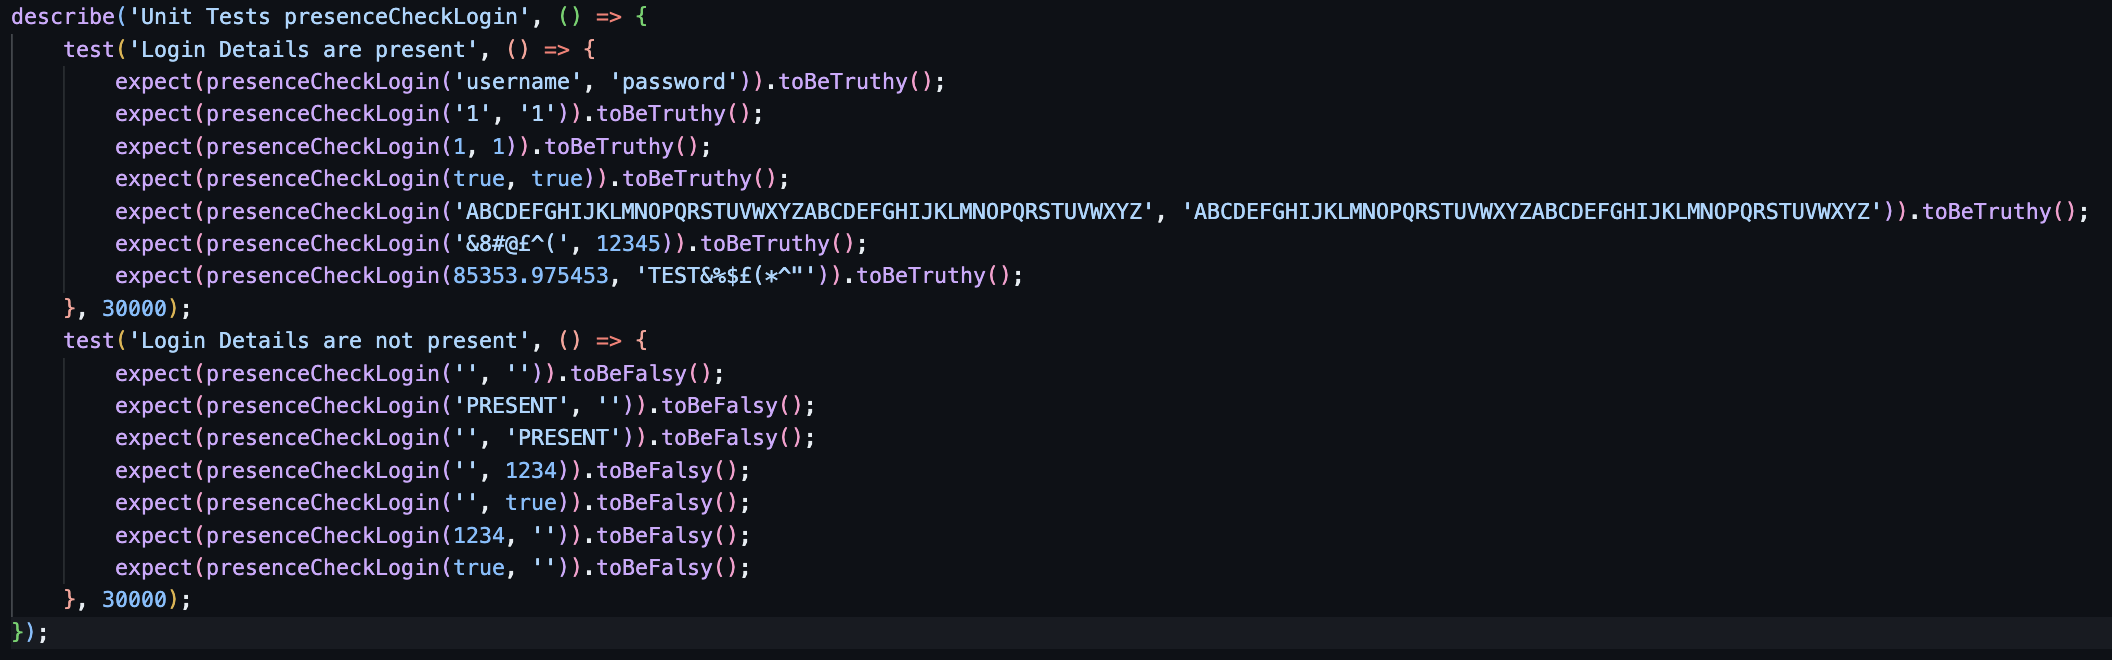 describe('Unit Tests presenceCheckLogin', () => {
    test('Login Details are present', () => {
        expect(presenceCheckLogin('username', 'password')).toBeTruthy();
        expect(presenceCheckLogin('1', '1')).toBeTruthy();
        expect(presenceCheckLogin(1, 1)).toBeTruthy();
        expect(presenceCheckLogin(true, true)).toBeTruthy();
        expect(presenceCheckLogin('ABCDEFGHIJKLMNOPQRSTUVWXYZABCDEFGHIJKLMNOPQRSTUVWXYZ', 'ABCDEFGHIJKLMNOPQRSTUVWXYZABCDEFGHIJKLMNOPQRSTUVWXYZ')).toBeTruthy();
        expect(presenceCheckLogin('&8#@£^(', 12345)).toBeTruthy();
        expect(presenceCheckLogin(85353.975453, 'TEST&%$£(*^"')).toBeTruthy();
    }, 30000);
    test('Login Details are not present', () => {
        expect(presenceCheckLogin('', '')).toBeFalsy();
        expect(presenceCheckLogin('PRESENT', '')).toBeFalsy();
        expect(presenceCheckLogin('', 'PRESENT')).toBeFalsy();
        expect(presenceCheckLogin('', 1234)).toBeFalsy();
        expect(presenceCheckLogin('', true)).toBeFalsy();
        expect(presenceCheckLogin(1234, '')).toBeFalsy();
        expect(presenceCheckLogin(true, '')).toBeFalsy();
    }, 30000);
});